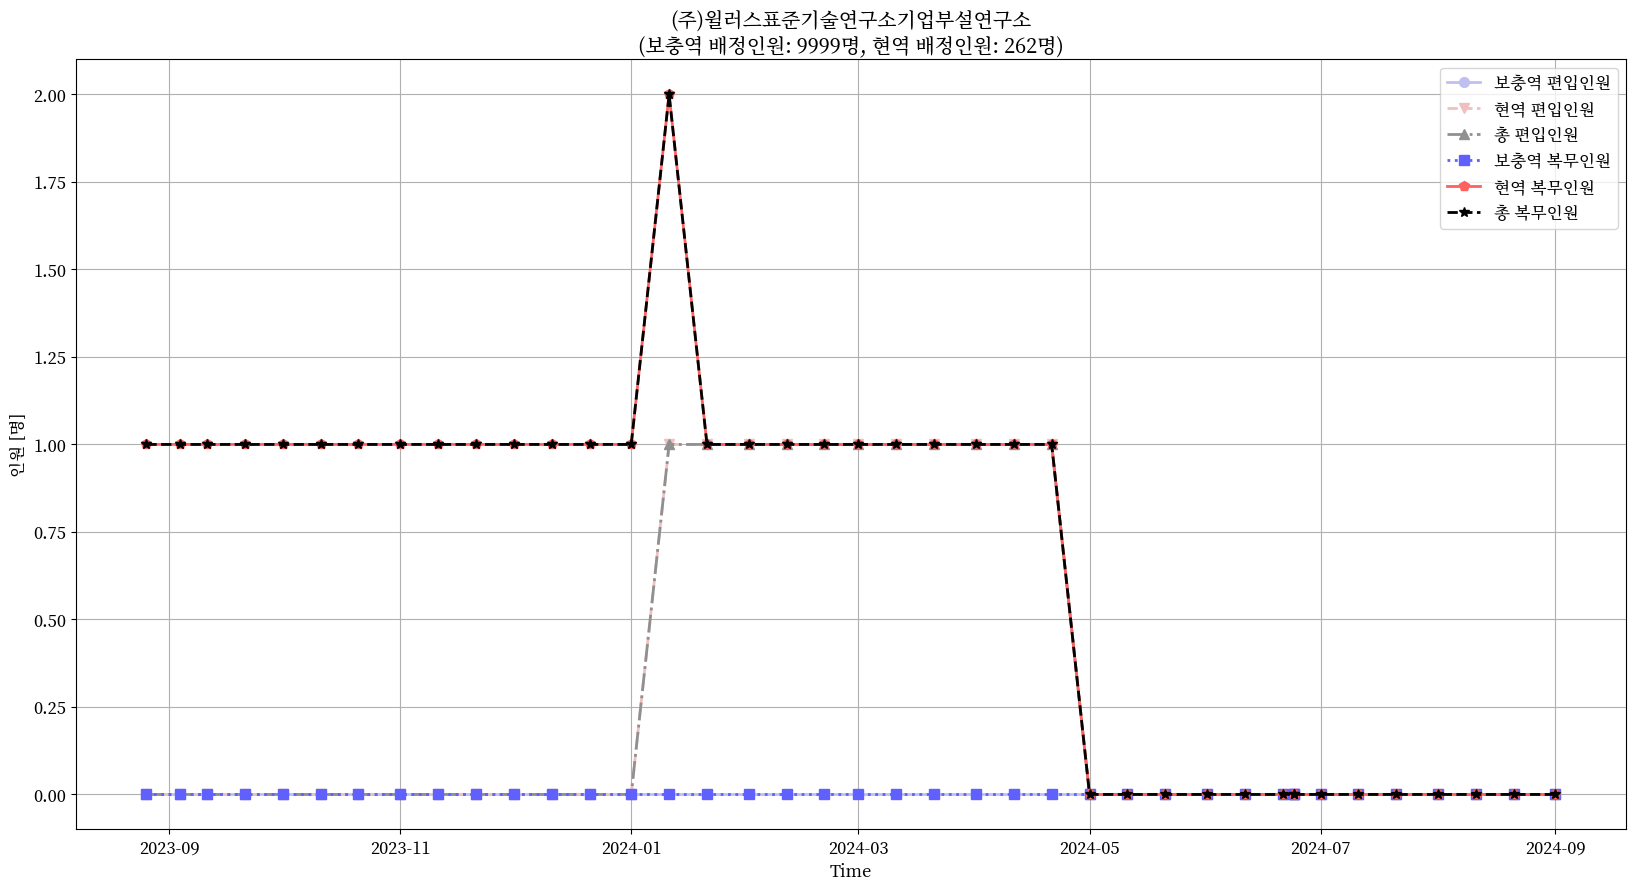 (주)윌러스표준기술연구소기업부설연구소
(보충역 배정인원: 9999명, 현역 배정인원: 262명)
보충역 편입인원
현역 편입인원
총 편입인원
보충역 복무인원
현역 복무인원
총 복무인원
2.00
1.75
1.50
1.25
1.00
0.75
0.50
0.25
0.00
인원 [명]
2023-09
2023-11
2024-01
2024-03
2024-05
2024-07
2024-09
Time